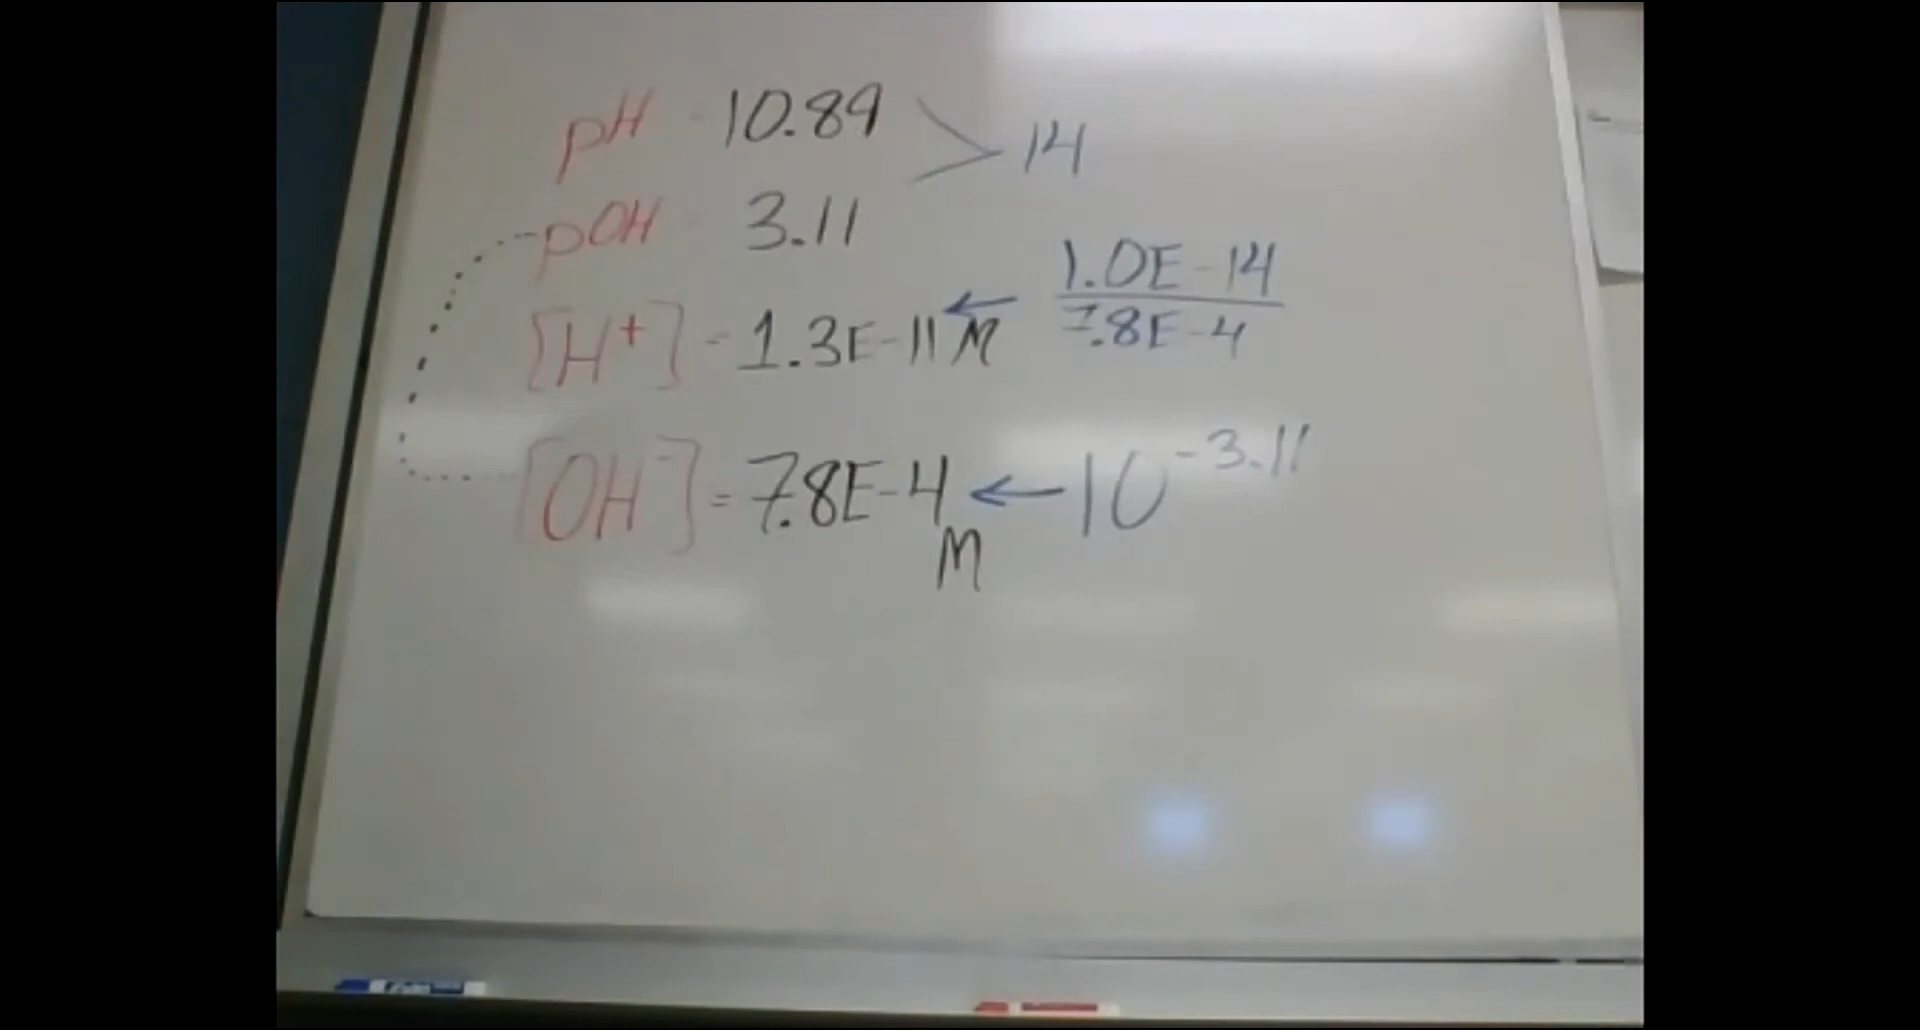 pH - 10.89 > 14
pOH - 3.11
[H+] = 1.3E-11 M ← 1.0E-14
7.8E-4
[OH-] = 7.8E-4 M ← 10^-3.11